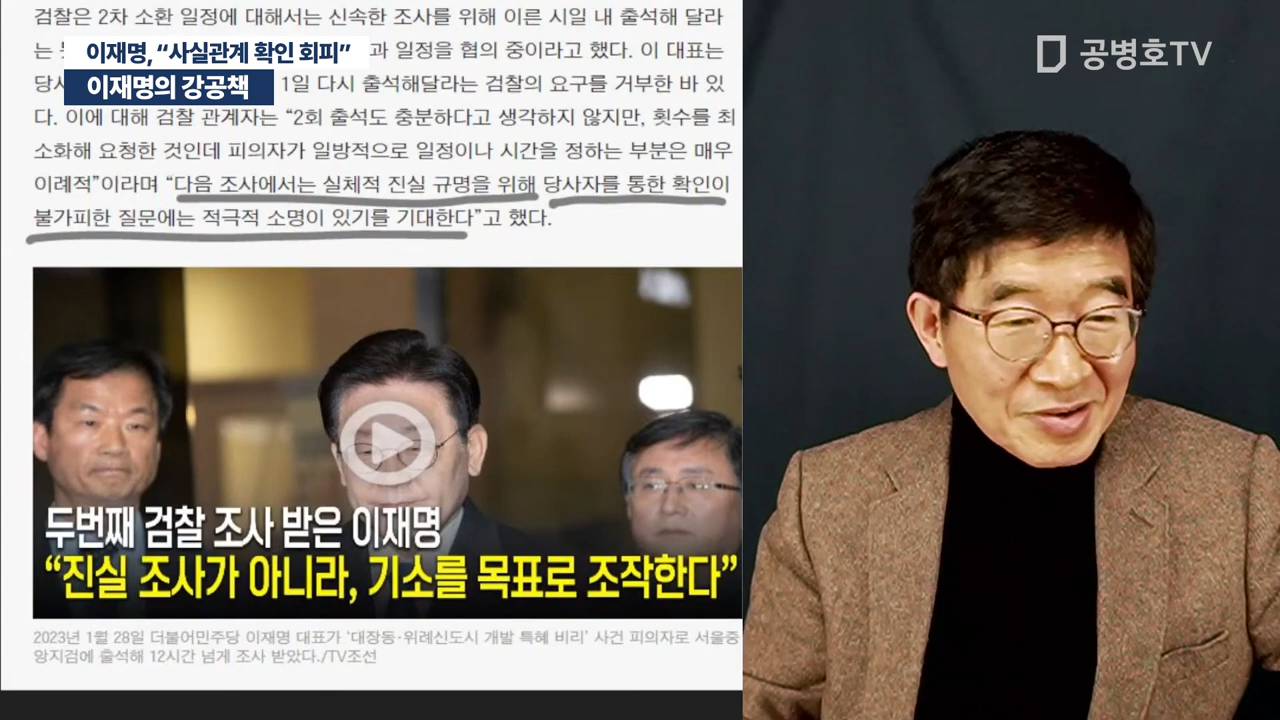 검찰은 2차 소환 일정에 대해서는 신속한 조사를 위해 이른 시일 내 출석해 달라
는
이재명, “사실관계 확인 회피”
과 일정을 협의 중이라고 했다. 이 대표는
이재명의 강공책
1일 다시 출석해달라는 검찰의 요구를 거부한 바 있
다. 이에 대해 검찰 관계자는 “2회 출석도 충분하다고 생각하지 않지만, 횟수를 최
소화해 요청한 것인데 피의자가 일방적으로 일정이나 시간을 정하는 부분은 매우
이례적”이라며 “다음 조사에서는 실체적 진실 규명을 위해 당사자를 통한 확인이
불가피한 질문에는 적극적 소명이 있기를 기대한다”고 했다.
두번째 검찰 조사 받은 이재명
“진실 조사가 아니라, 기소를 목표로 조작한다”
2023년 1월 28일 더불어민주당 이재명 대표가 ‘대장동·위례신도시 개발 특혜 비리’ 사건 피의자로 서울중
앙지검에 출석해 12시간 넘게 조사 받았다./TV조선
공병호TV